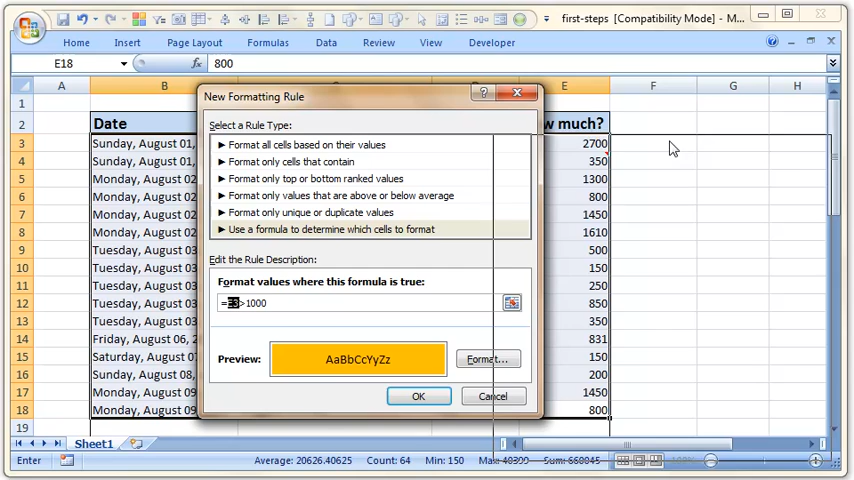 first-steps [Compatibility Mode] - M...
Home Insert Page Layout Formulas Data Review View Developer
E18 fx 800
A B E F G H
1
2 Date w much?
New Formatting Rule
Select a Rule Type:
► Format all cells based on their values
► Format only cells that contain
► Format only top or bottom ranked values
► Format only values that are above or below average
► Format only unique or duplicate values
► Use a formula to determine which cells to format
Edit the Rule Description:
Format values where this formula is true:
=E3>1000
Preview: AaBbCcYyZz Format...
OK Cancel
3 Sunday, August 01, 2700
4 Sunday, August 01, 350
5 Monday, August 02 1300
6 Monday, August 02 800
7 Monday, August 02 1450
8 Monday, August 02 1610
9 Tuesday, August 03 500
10 Tuesday, August 03 150
11 Tuesday, August 03 250
12 Tuesday, August 03 850
13 Tuesday, August 03 350
14 Friday, August 06, 2 831
15 Saturday, August 07 150
16 Sunday, August 08, 200
17 Monday, August 09 1450
18 Monday, August 09 800
19
Sheet1
Enter Average: 20626.40625 Count: 64 Min: 150 Max: 40399 Sum: 660045 100%